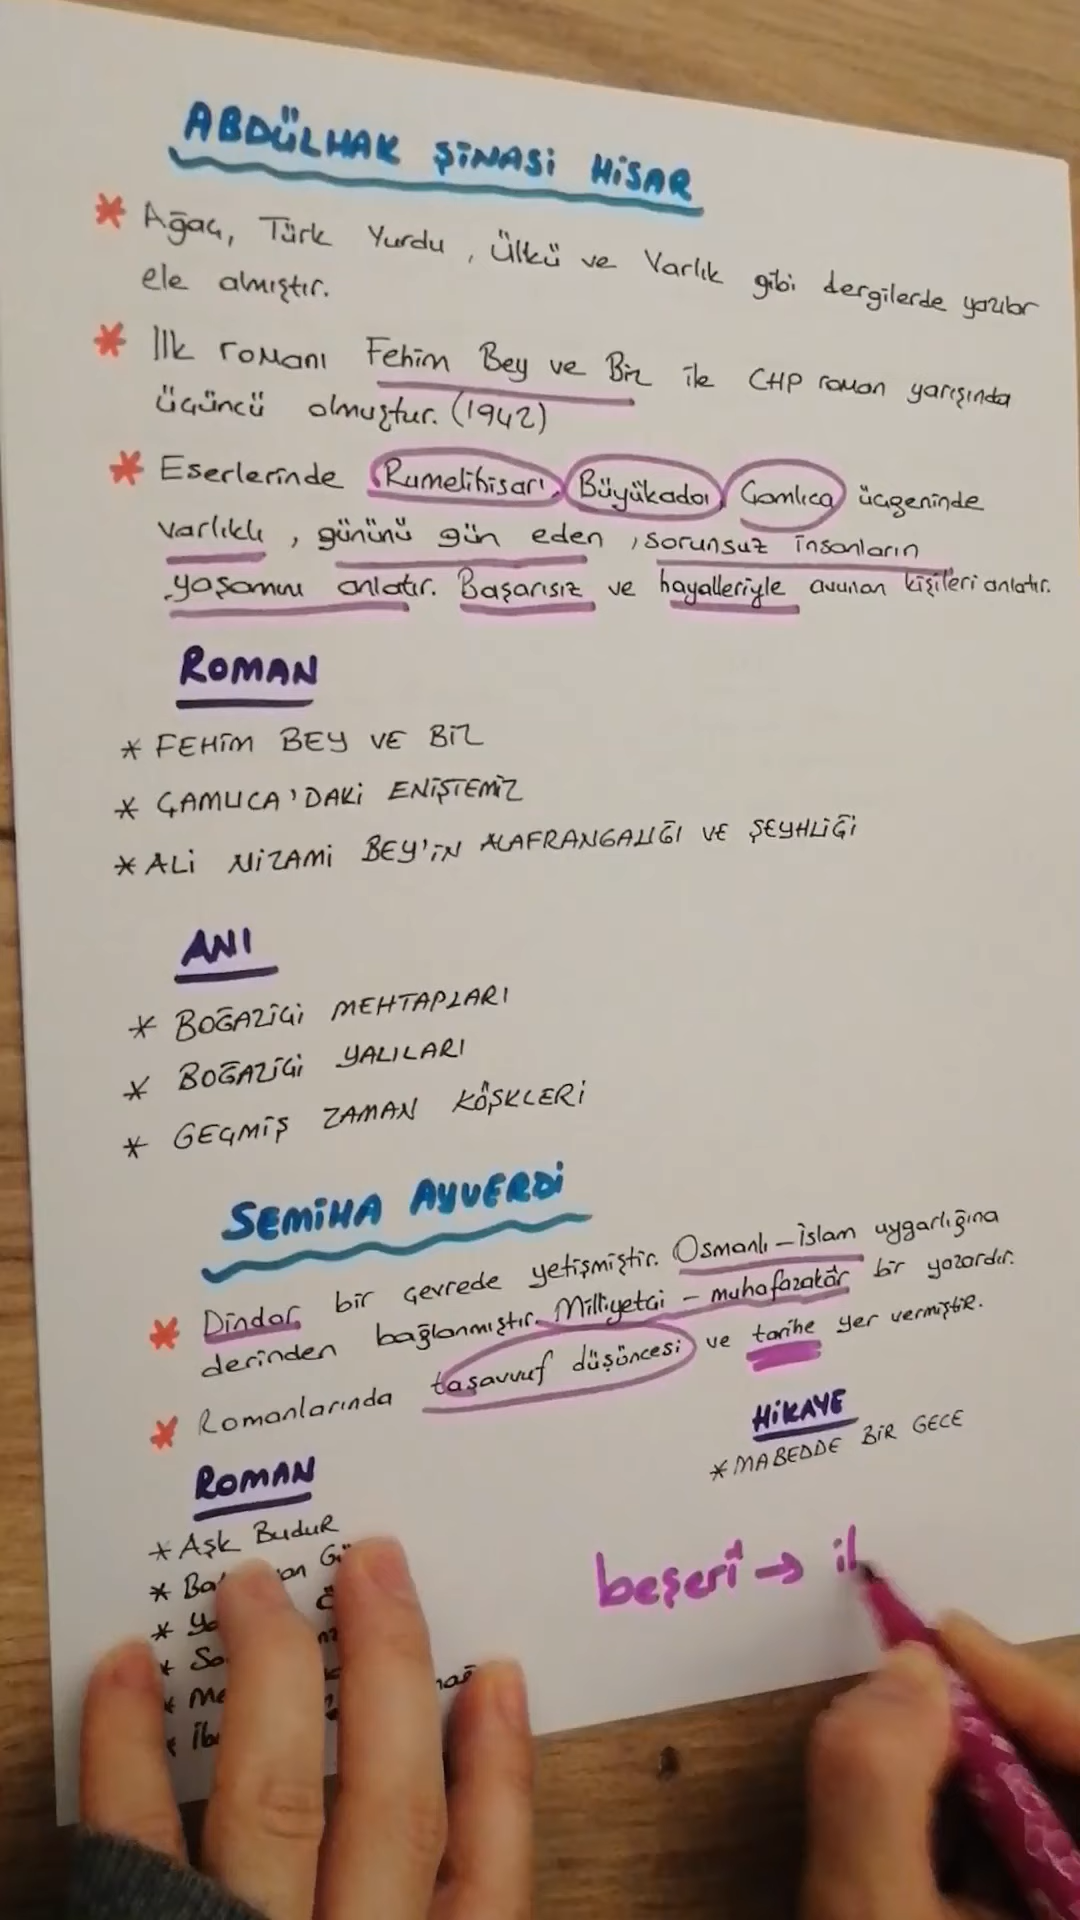 ABDÜLHAK ŞİNASİ HİSAR
* Ağaç, Türk Yurdu, Ülkü ve Varlık gibi dergilerde yazılar
ele almıştır.
* İlk romanı Fehim Bey ve Biz ile CHP roman yarışında
üçüncü olmuştur. (1942)
* Eserlerinde Rumelihisarı, Büyükada, Çamlıca üçgeninde
varlıklı, gününü gün eden, sorunsuz insanların
yaşamını anlatır. Başarısız ve hayalleriyle avunan kişileri anlatır.
ROMAN
* FEHİM BEY VE BİZ
* ÇAMLICA'DAKİ ENİŞTEMİZ
* ALİ NİZAMİ BEY'İN ALAFRANGALIĞI VE ŞEYHLİĞİ
ANI
* BOĞAZİÇİ MEHTAPLARI
* BOĞAZİÇİ YALILARI
* GEÇMİŞ ZAMAN KÖŞKLERİ
SEMİHA AYVERDİ
* Dindar bir çevrede yetişmiştir. Osmanlı - İslam uygarlığına
derinden bağlanmıştır. Milliyetçi - muhafazakâr bir yazardır.
* Romanlarında tasavvuf düşüncesi ve tarihe yer vermiştir.
HİKAYE
* MABEDDE BİR GECE
ROMAN
* Aşk Budur
beşerî → il